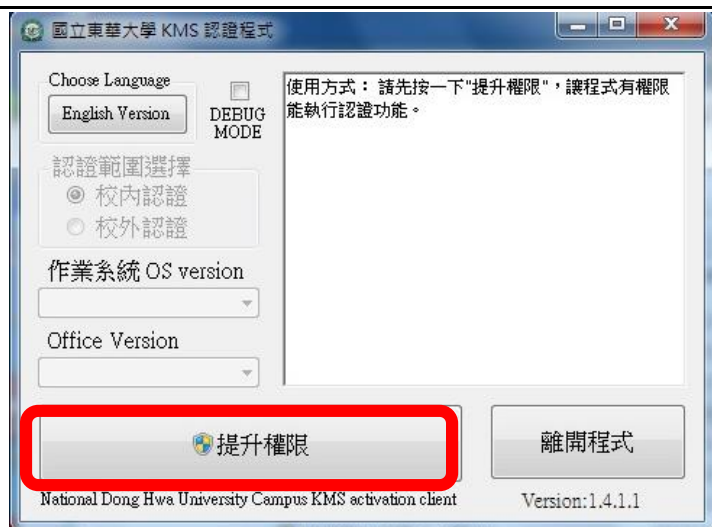 國立東華大學 KMS 認證程式
Choose Language
English Version
DEBUG
MODE
使用方式： 請先按一下"提升權限"，讓程式有權限
能執行認證功能。
認證範圍選擇
校內認證
校外認證
作業系統 OS version
Office Version
提升權限
離開程式
National Dong Hwa University Campus KMS activation client
Version:1.4.1.1